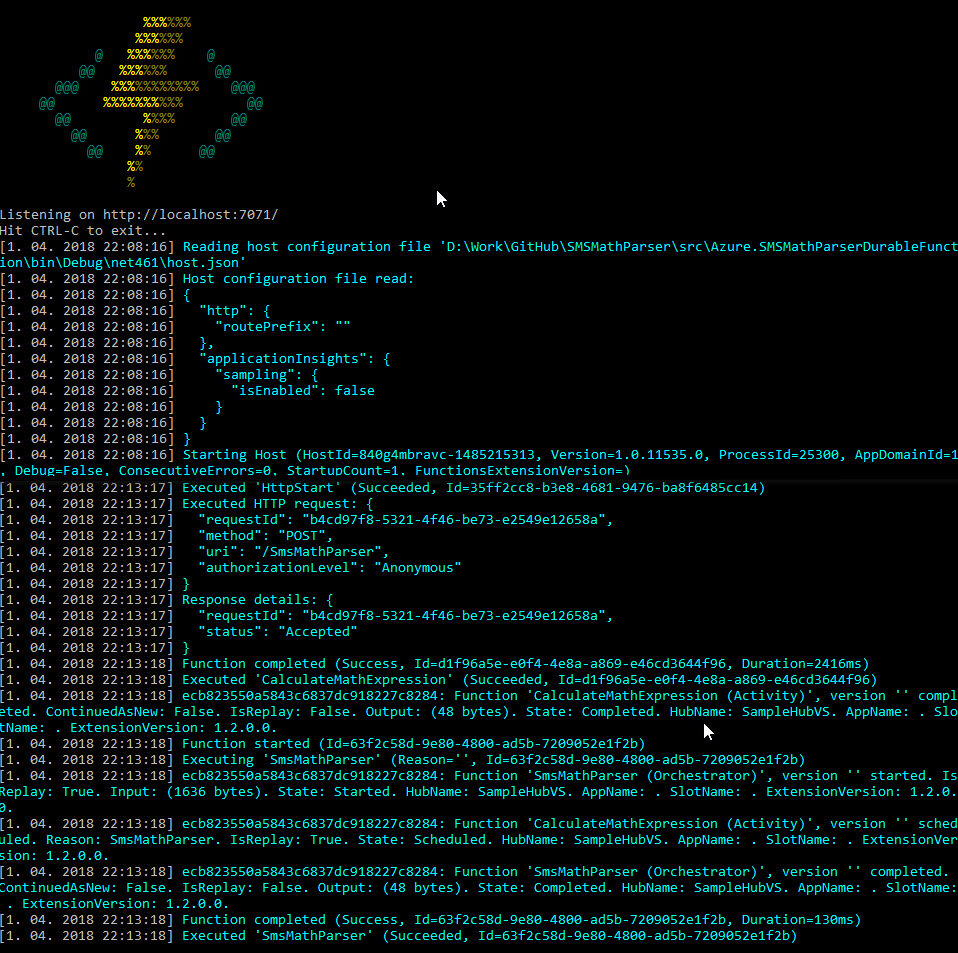 %%%%%%
%%%%%%
@ %%%%%% @
@@ %%%%%% @@
@@@ %%%%%%%%%%% @@@
@@ %%%%%%%%%% @@
@@ %%%% @@
@@ %%% @@
@@ %% @@
%%
%
Listening on http://localhost:7071/
Hit CTRL-C to exit...
[1. 04. 2018 22:08:16] Reading host configuration file 'D:\Work\GitHub\SMSMathParser\src\Azure.SMSMathParserDurableFunct
ion\bin\Debug\net461\host.json'
[1. 04. 2018 22:08:16] Host configuration file read:
[1. 04. 2018 22:08:16] {
[1. 04. 2018 22:08:16]   "http": {
[1. 04. 2018 22:08:16]     "routePrefix": ""
[1. 04. 2018 22:08:16]   },
[1. 04. 2018 22:08:16]   "applicationInsights": {
[1. 04. 2018 22:08:16]     "sampling": {
[1. 04. 2018 22:08:16]       "isEnabled": false
[1. 04. 2018 22:08:16]     }
[1. 04. 2018 22:08:16]   }
[1. 04. 2018 22:08:16] }
[1. 04. 2018 22:08:16] Starting Host (HostId=840g4mbravc-1485215313, Version=1.0.11535.0, ProcessId=25300, AppDomainId=1
, Debug=False, ConsecutiveErrors=0, StartupCount=1, FunctionsExtensionVersion=)
[1. 04. 2018 22:13:17] Executed 'HttpStart' (Succeeded, Id=35ff2cc8-b3e8-4681-9476-ba8f6485cc14)
[1. 04. 2018 22:13:17] Executed HTTP request: {
[1. 04. 2018 22:13:17]   "requestId": "b4cd97f8-5321-4f46-be73-e2549e12658a",
[1. 04. 2018 22:13:17]   "method": "POST",
[1. 04. 2018 22:13:17]   "uri": "/SmsMathParser",
[1. 04. 2018 22:13:17]   "authorizationLevel": "Anonymous"
[1. 04. 2018 22:13:17] }
[1. 04. 2018 22:13:17] Response details: {
[1. 04. 2018 22:13:17]   "requestId": "b4cd97f8-5321-4f46-be73-e2549e12658a",
[1. 04. 2018 22:13:17]   "status": "Accepted"
[1. 04. 2018 22:13:17] }
[1. 04. 2018 22:13:18] Function completed (Success, Id=d1f96a5e-e0f4-4e8a-a869-e46cd3644f96, Duration=2416ms)
[1. 04. 2018 22:13:18] Executed 'CalculateMathExpression' (Succeeded, Id=d1f96a5e-e0f4-4e8a-a869-e46cd3644f96)
[1. 04. 2018 22:13:18] ecb823550a5843c6837dc918227c8284: Function 'CalculateMathExpression (Activity)', version '' compl
eted. ContinuedAsNew: False. IsReplay: False. Output: (48 bytes). State: Completed. HubName: SampleHubVS. AppName: . Slo
tName: . ExtensionVersion: 1.2.0.0.
[1. 04. 2018 22:13:18] Function started (Id=63f2c58d-9e80-4800-ad5b-7209052e1f2b)
[1. 04. 2018 22:13:18] Executing 'SmsMathParser' (Reason='', Id=63f2c58d-9e80-4800-ad5b-7209052e1f2b)
[1. 04. 2018 22:13:18] ecb823550a5843c6837dc918227c8284: Function 'SmsMathParser (Orchestrator)', version '' started. Is
Replay: True. Input: (1636 bytes). State: Started. HubName: SampleHubVS. AppName: . SlotName: . ExtensionVersion: 1.2.0.
0.
[1. 04. 2018 22:13:18] ecb823550a5843c6837dc918227c8284: Function 'CalculateMathExpression (Activity)', version '' sched
uled. Reason: SmsMathParser. IsReplay: True. State: Scheduled. HubName: SampleHubVS. AppName: . SlotName: . ExtensionVer
sion: 1.2.0.0.
[1. 04. 2018 22:13:18] ecb823550a5843c6837dc918227c8284: Function 'SmsMathParser (Orchestrator)', version '' completed.
ContinuedAsNew: False. IsReplay: False. Output: (48 bytes). State: Completed. HubName: SampleHubVS. AppName: . SlotName:
 . ExtensionVersion: 1.2.0.0.
[1. 04. 2018 22:13:18] Function completed (Success, Id=63f2c58d-9e80-4800-ad5b-7209052e1f2b, Duration=130ms)
[1. 04. 2018 22:13:18] Executed 'SmsMathParser' (Succeeded, Id=63f2c58d-9e80-4800-ad5b-7209052e1f2b)